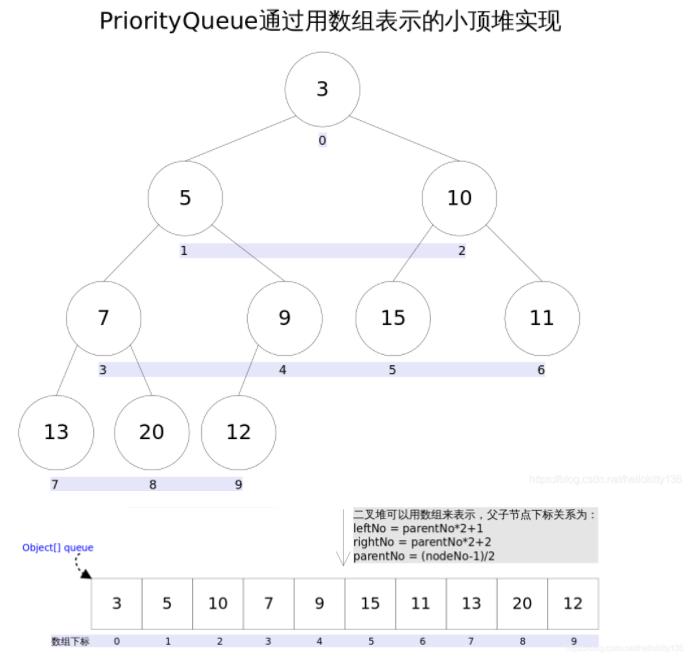 PriorityQueue通过用数组表示的小顶堆实现
3
0
5
10
1
2
7
9
15
11
3
4
5
6
13
20
12
7
8
9
https://blog.csdn.net/hellokitty136
二叉堆可以用数组来表示，父子节点下标关系为：
leftNo = parentNo*2+1
rightNo = parentNo*2+2
parentNo = (nodeNo-1)/2
Object[] queue
3 5 10 7 9 15 11 13 20 12
数组下标 0 1 2 3 4 5 6 7 8 9
https://blog.csdn.net/hellokitty136